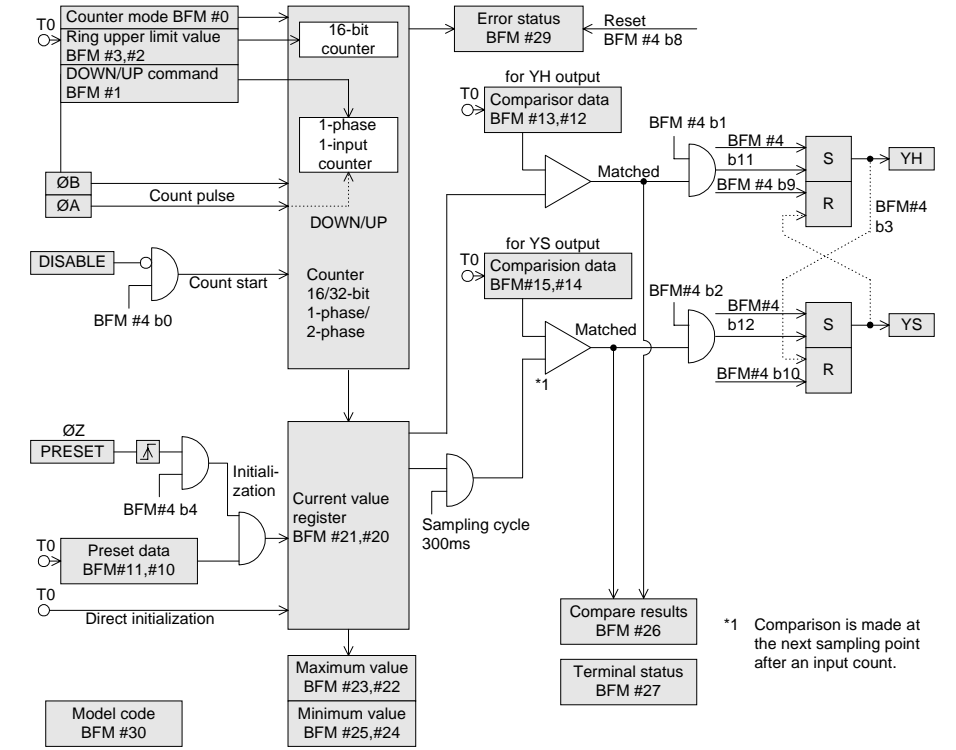 T0
Counter mode BFM #0
Ring upper limit value
BFM #3,#2
DOWN/UP command
BFM #1
16-bit
counter
1-phase
1-input
counter
Error status
BFM #29
Reset
BFM #4 b8
for YH output
T0
Comparisor data
BFM #13,#12
BFM #4 b1
Matched
BFM #4
b11
BFM #4 b9
S
R
YH
BFM#4
b3
ØB
ØA
Count pulse
DOWN/UP
DISABLE
Count start
BFM #4 b0
Counter
16/32-bit
1-phase/
2-phase
for YS output
T0
Comparision data
BFM#15,#14
BFM#4 b2
Matched
*1
BFM#4
b12
BFM#4 b10
S
R
YS
ØZ
PRESET
BFM#4 b4
Initiali-
zation
Current value
register
BFM #21,#20
Sampling cycle
300ms
T0
Preset data
BFM#11,#10
T0
Direct initialization
Compare results
BFM #26
*1 Comparison is made at
the next sampling point
after an input count.
Maximum value
BFM #23,#22
Terminal status
BFM #27
Model code
BFM #30
Minimum value
BFM #25,#24